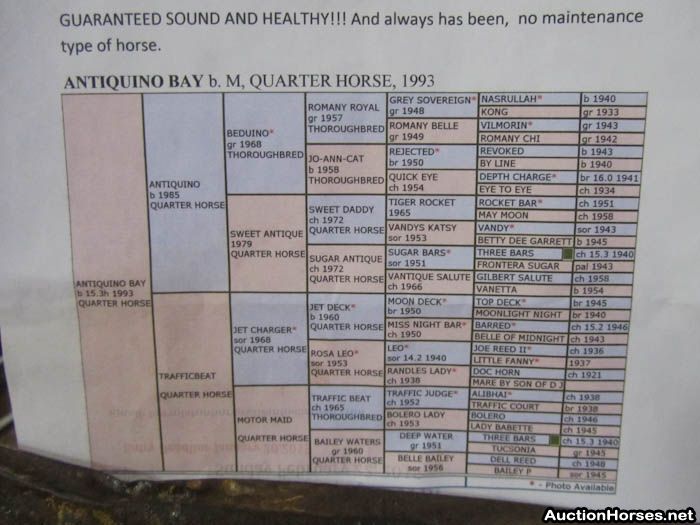 GUARANTEED SOUND AND HEALTHY!!! And always has been, no maintenance
type of horse.
ANTIQUINO BAY b. M, QUARTER HORSE, 1993
ANTIQUINO BAY
b 15.3h 1993
QUARTER HORSE
ANTIQUINO
b 1985
QUARTER HORSE
TRAFFICBEAT
QUARTER HORSE
BEDUINO*
gr 1968
THOROUGHBRED
SWEET ANTIQUE
1979
QUARTER HORSE
JET CHARGER*
sor 1968
QUARTER HORSE
MOTOR MAID
QUARTER HORSE
ROMANY ROYAL
gr 1957
THOROUGHBRED
JO-ANN-CAT
b 1958
THOROUGHBRED
SWEET DADDY
ch 1972
QUARTER HORSE
SUGAR ANTIQUE
ch 1972
QUARTER HORSE
JET DECK*
b 1960
QUARTER HORSE
ROSA LEO*
sor 1953
QUARTER HORSE
TRAFFIC BEAT
ch 1965
THOROUGHBRED
BAILEY WATERS
gr 1960
QUARTER HORSE
GREY SOVEREIGN*
gr 1948
ROMANY BELLE
gr 1949
REJECTED*
br 1950
QUICK EYE
ch 1954
TIGER ROCKET
1965
VANDYS KATSY
sor 1953
SUGAR BARS*
sor 1951
VANTIQUE SALUTE
ch 1966
MOON DECK*
br 1950
MISS NIGHT BAR*
ch 1950
LEO*
sor 14.2 1940
RANDLES LADY*
ch 1938
TRAFFIC JUDGE*
ch 1952
BOLERO LADY
ch 1953
DEEP WATER
gr 1951
BELLE BAILEY
sor 1956
NASRULLAH* b 1940
KONG gr 1933
VILMORIN* gr 1943
ROMANY CHI gr 1942
REVOKED b 1943
BY LINE b 1940
DEPTH CHARGE* br 16.0 1941
EYE TO EYE ch 1934
ROCKET BAR* ch 1951
MAY MOON ch 1958
VANDY* sor 1943
BETTY DEE GARRETT b 1945
THREE BARS ch 15.3 1940
FRONTERA SUGAR pal 1943
GILBERT SALUTE ch 1958
VANETTA b 1954
TOP DECK* br 1945
MOONLIGHT NIGHT br 1940
BARRED* ch 15.2 1946
BELLE OF MIDNIGHT ch 1943
JOE REED II* ch 1936
LITTLE FANNY* 1937
DOC HORN ch 1921
MARE BY SON OF D J
ALIBHAI* ch 1938
TRAFFIC COURT br 1938
BOLERO ch 1946
LADY BABETTE ch 1945
THREE BARS ch 15.3 1940
TUCSONIA gr 1945
DELL REED ch 1948
BAILEY P sor 1945
* - Photo Available
AuctionHorses.net